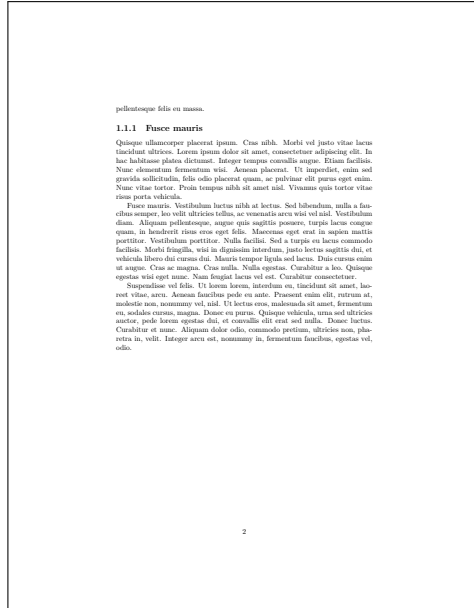 pellentesque felis eu massa.
1.1.1 Fusce mauris
Quisque ullamcorper placerat ipsum. Cras nibh. Morbi vel justo vitae lacus
tincidunt ultrices. Lorem ipsum dolor sit amet, consectetuer adipiscing elit. In
hac habitasse platea dictumst. Integer tempus convallis augue. Etiam facilisis.
Nunc elementum fermentum wisi. Aenean placerat. Ut imperdiet, enim sed
gravida sollicitudin, felis odio placerat quam, ac pulvinar elit purus eget enim.
Nunc vitae tortor. Proin tempus nibh sit amet nisl. Vivamus quis tortor vitae
risus porta vehicula.
Fusce mauris. Vestibulum luctus nibh at lectus. Sed bibendum, nulla a fau-
cibus semper, leo velit ultricies tellus, ac venenatis arcu wisi vel nisl. Vestibulum
diam. Aliquam pellentesque, augue quis sagittis posuere, turpis lacus congue
quam, in hendrerit risus eros eget felis. Maecenas eget erat in sapien mattis
porttitor. Vestibulum porttitor. Nulla facilisi. Sed a turpis eu lacus commodo
facilisis. Morbi fringilla, wisi in dignissim interdum, justo lectus sagittis dui, et
vehicula libero dui cursus dui. Mauris tempor ligula sed lacus. Duis cursus enim
ut augue. Cras ac magna. Cras nulla. Nulla egestas. Curabitur a leo. Quisque
egestas wisi eget nunc. Nam feugiat lacus vel est. Curabitur consectetuer.
Suspendisse vel felis. Ut lorem lorem, interdum eu, tincidunt sit amet, lao-
reet vitae, arcu. Aenean faucibus pede eu ante. Praesent enim elit, rutrum at,
molestie non, nonummy vel, nisl. Ut lectus eros, malesuada sit amet, fermentum
eu, sodales cursus, magna. Donec eu purus. Quisque vehicula, urna sed ultricies
auctor, pede lorem egestas dui, et convallis elit erat sed nulla. Donec luctus.
Curabitur et nunc. Aliquam dolor odio, commodo pretium, ultricies non, pha-
retra in, velit. Integer arcu est, nonummy in, fermentum faucibus, egestas vel,
odio.
2